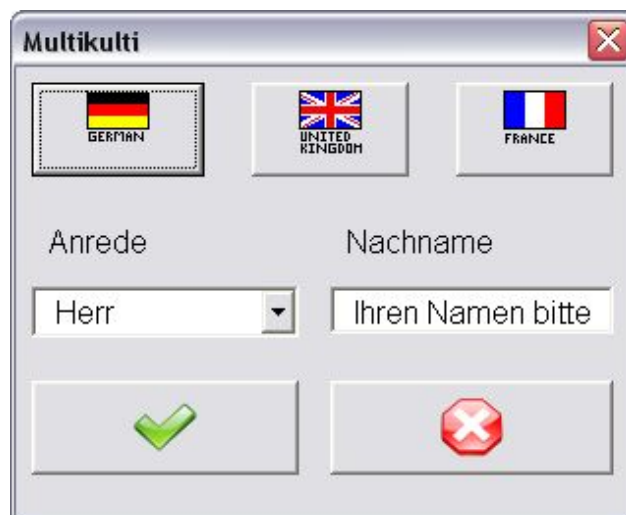 Multikulti
GERMAN
UNITED
KINGDOM
FRANCE
Anrede
Nachname
Herr
Ihren Namen bitte